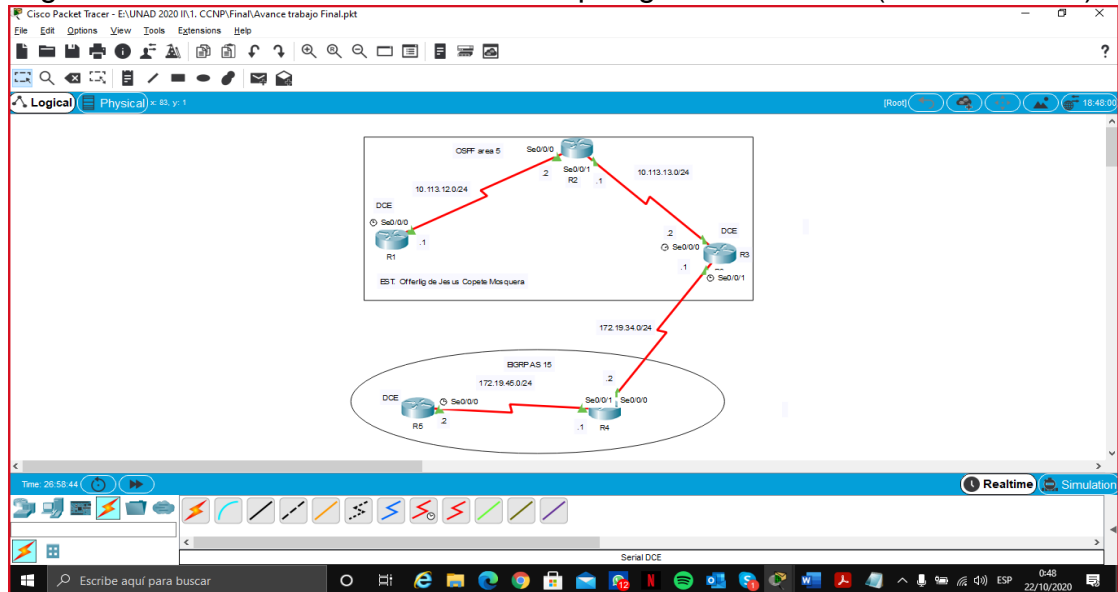 Cisco Packet Tracer - E:\UNAD 2020 II\1. CCNP\Final\Avance trabajo Final.pkt
File Edit Options View Tools Extensions Help
?
Logical Physical x: 83, y: 1 [Root] 18:48:00
OSPF area 5 Se0/0/0
.2 Se0/0/1
R2 .1
10.113.13.0/24
10.113.12.0/24
DCE
Se0/0/0
.1
R1
.2 DCE
Se0/0/0 R3
.1
Se0/0/1
EST. Offerlig de Jesus Copete Mosquera
172.19.34.0/24
EIGRP AS 15
172.19.45.0/24
.2
DCE Se0/0/0 Se0/0/1 Se0/0/0
R5 .2 .1 R4
Time: 26:58:44 Realtime Simulation
Serial DCE
Escribe aquí para buscar ESP 0:48
22/10/2020